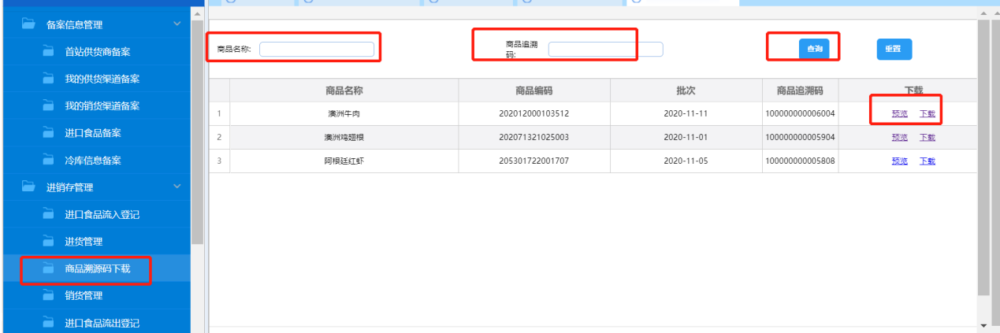 备案信息管理
首站供货商备案
我的供货渠道备案
我的销货渠道备案
进口食品备案
冷库信息备案
进销存管理
进口食品流入登记
进货管理
商品溯源码下载
销货管理
进口食品流出登记
商品名称:
商品追溯
码:
查询
重置
商品名称 商品编码 批次 商品追溯码 下载
1 澳洲牛肉 202012000103512 2020-11-11 100000000006004 预览 下载
2 澳洲鸡翅根 202071321025003 2020-11-01 100000000005904 预览 下载
3 阿根廷红虾 205301722001707 2020-11-05 100000000005808 预览 下载